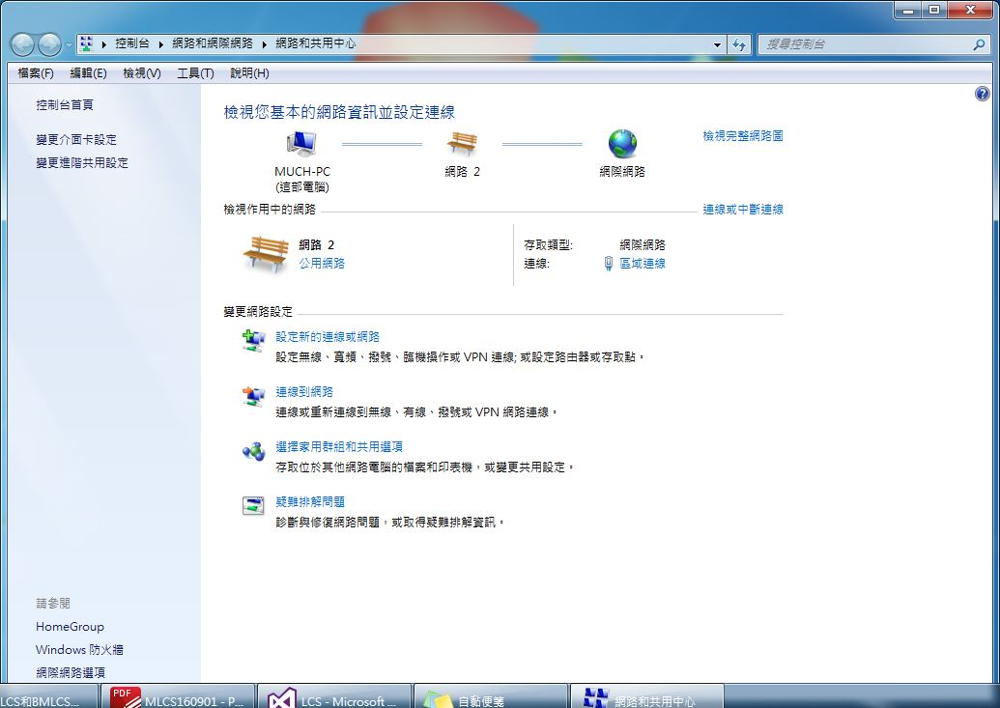 控制台 ▸ 網路和網際網路 ▸ 網路和共用中心
搜尋控制台
檔案(F) 編輯(E) 檢視(V) 工具(T) 說明(H)
控制台首頁
變更介面卡設定
變更進階共用設定
檢視您基本的網路資訊並設定連線
檢視完整網路圖
MUCH-PC
(這部電腦)
網路 2
網際網路
檢視作用中的網路
連線或中斷連線
網路 2
公用網路
存取類型: 網際網路
連線: 區域連線
變更網路設定
設定新的連線或網路
設定無線、寬頻、撥號、臨機操作或 VPN 連線; 或設定路由器或存取點。
連線到網路
連線或重新連線到無線、有線、撥號或 VPN 網路連線。
選擇家用群組和共用選項
存取位於其他網路電腦的檔案和印表機，或變更共用設定。
疑難排解問題
診斷與修復網路問題，或取得疑難排解資訊。
請參閱
HomeGroup
Windows 防火牆
網際網路選項
LCS和BMLCS...
PDF
MLCS160901 - P...
LCS - Microsoft ...
自黏便箋
網路和共用中心